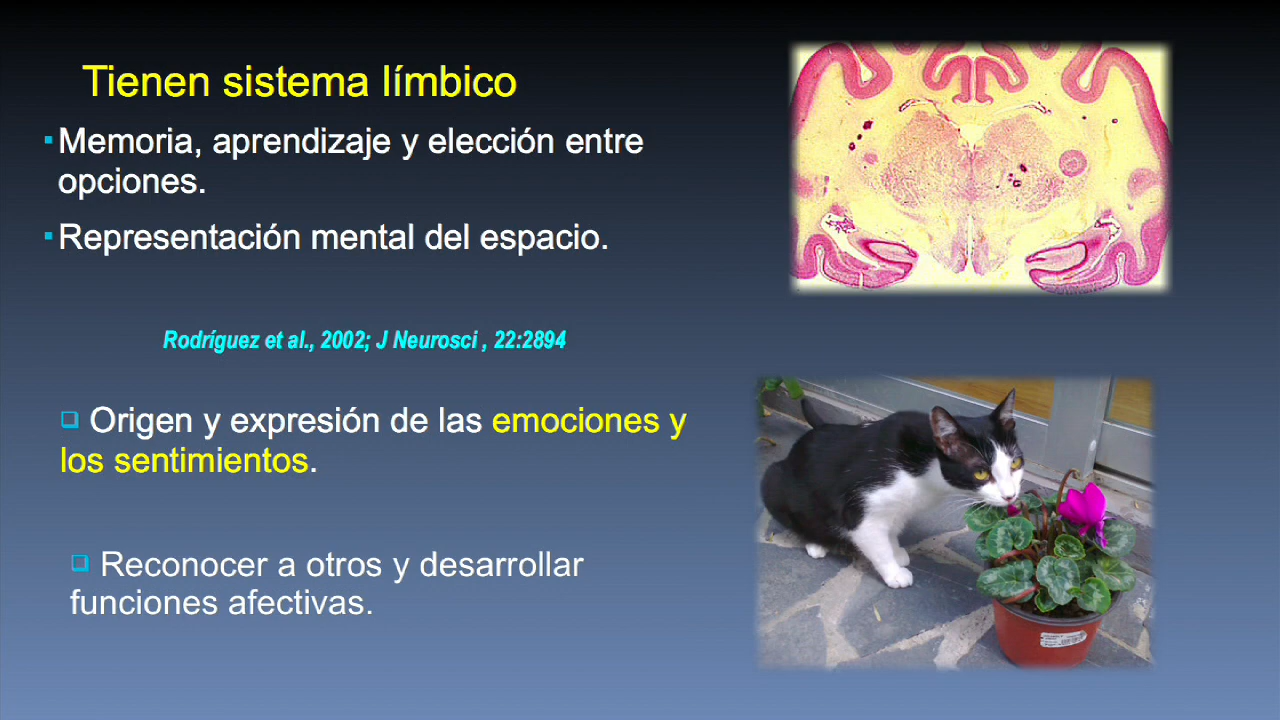 Tienen sistema límbico
Memoria, aprendizaje y elección entre
opciones.
Representación mental del espacio.
Rodríguez et al., 2002; J Neurosci , 22:2894
Origen y expresión de las emociones y
los sentimientos.
Reconocer a otros y desarrollar
funciones afectivas.